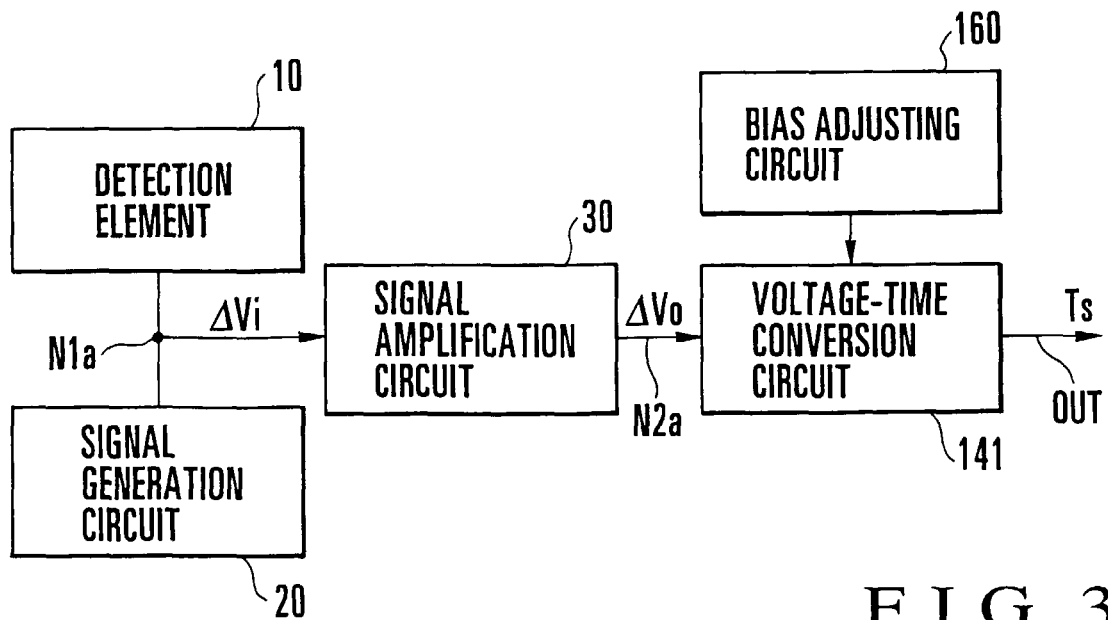 160
10
BIAS ADJUSTING
CIRCUIT
DETECTION
ELEMENT
30
SIGNAL
AMPLIFICATION
CIRCUIT
VOLTAGE-TIME
CONVERSION
CIRCUIT
ΔVi
ΔVo
Ts
N1a
N2a
OUT
SIGNAL
GENERATION
CIRCUIT
141
20
FIG. 3